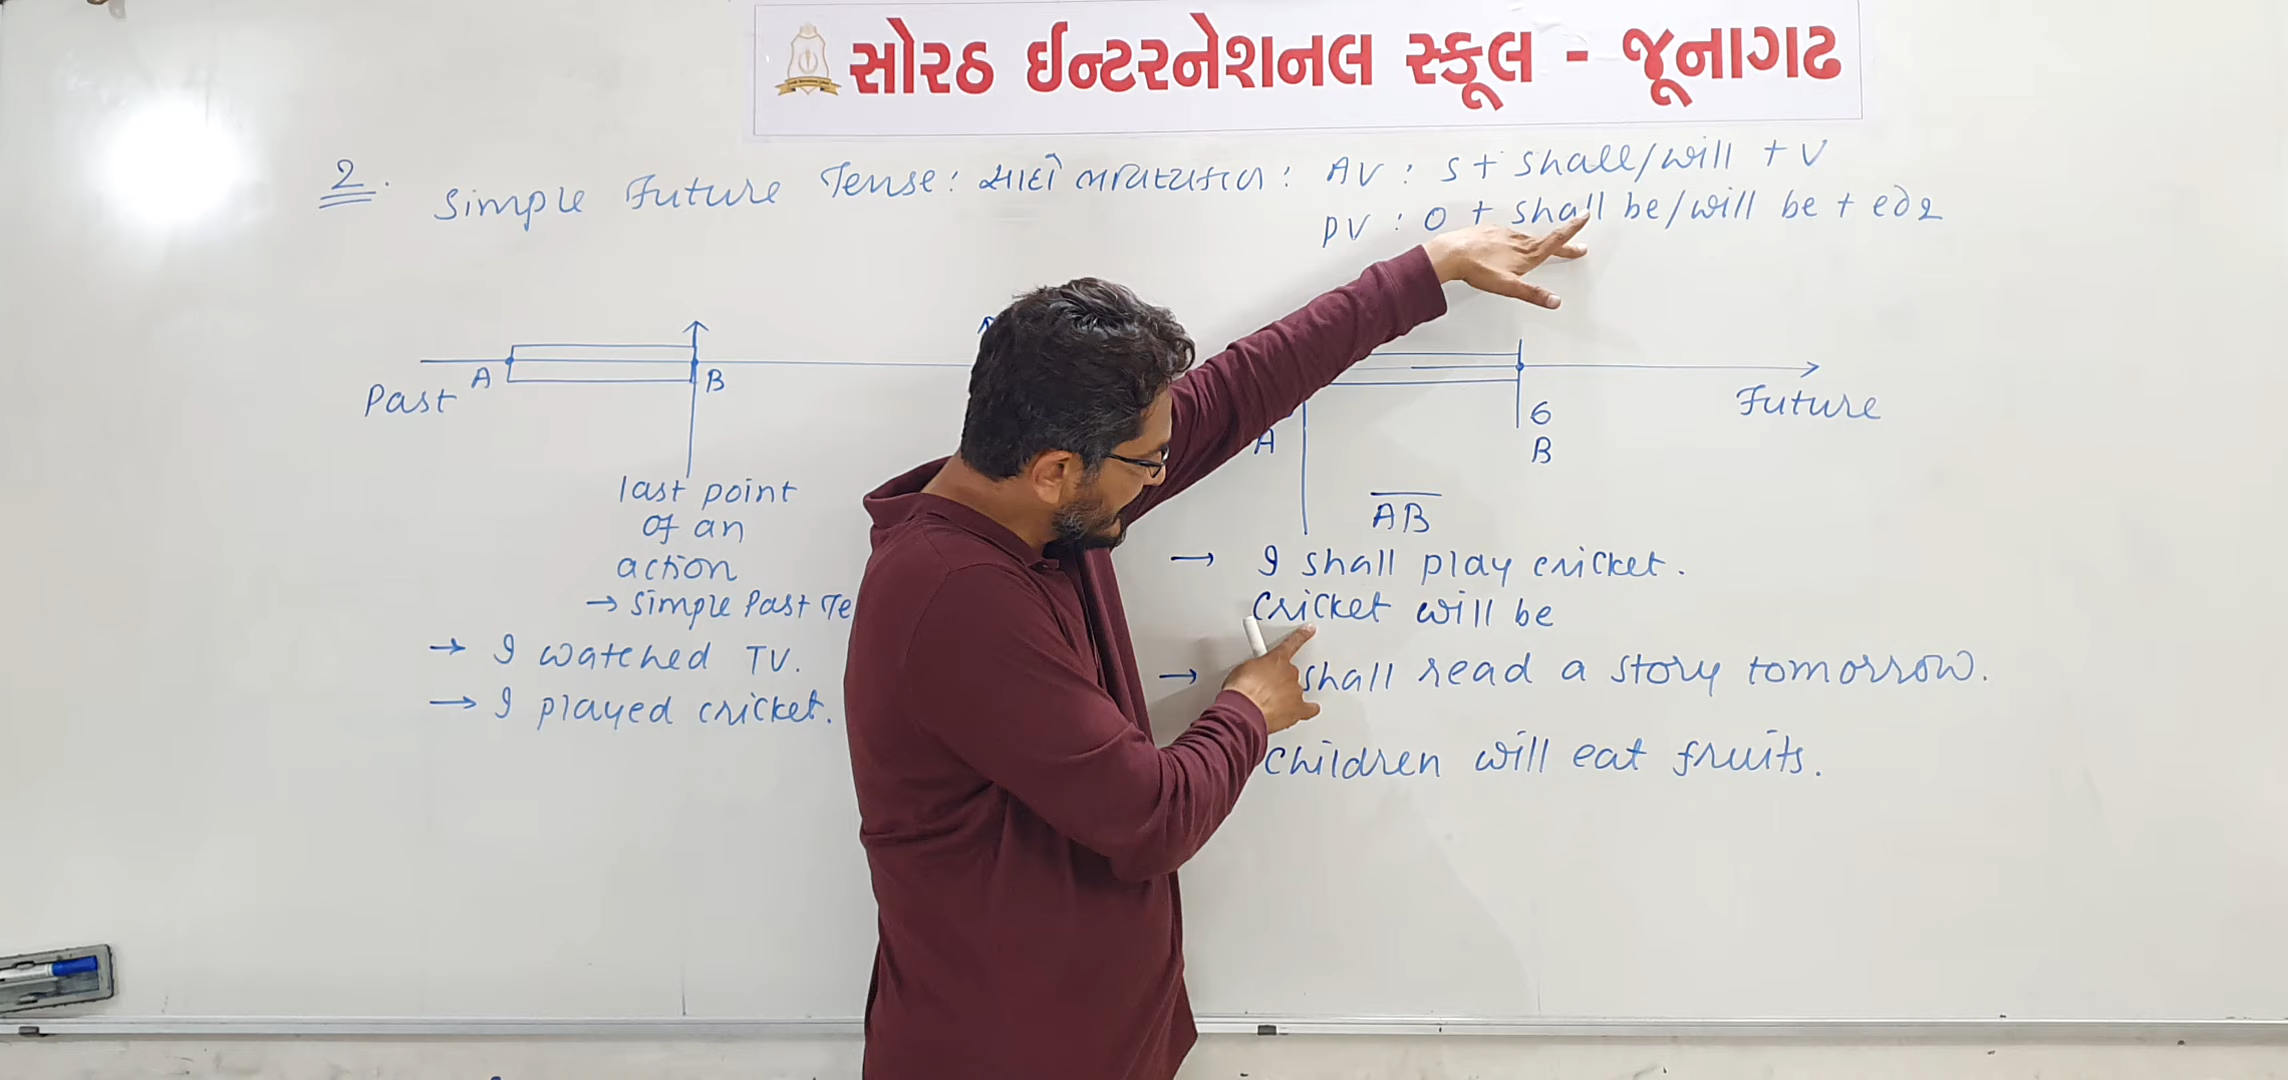 સોરઠ ઈન્ટરનેશનલ સ્કૂલ - જૂનાગઢ
2. Simple Future Tense : સાદો ભવિષ્યકાળ : AV : S + shall/will + V
PV : O + shall be/will be +
Past A B
A 6 B
Future
last point
of an
action
→ Simple Past Te
→ I watched TV.
→ I played cricket.
AB
→ I shall play cricket.
Cricket will be
→ shall read a story tomorrow.
Children will eat fruits.